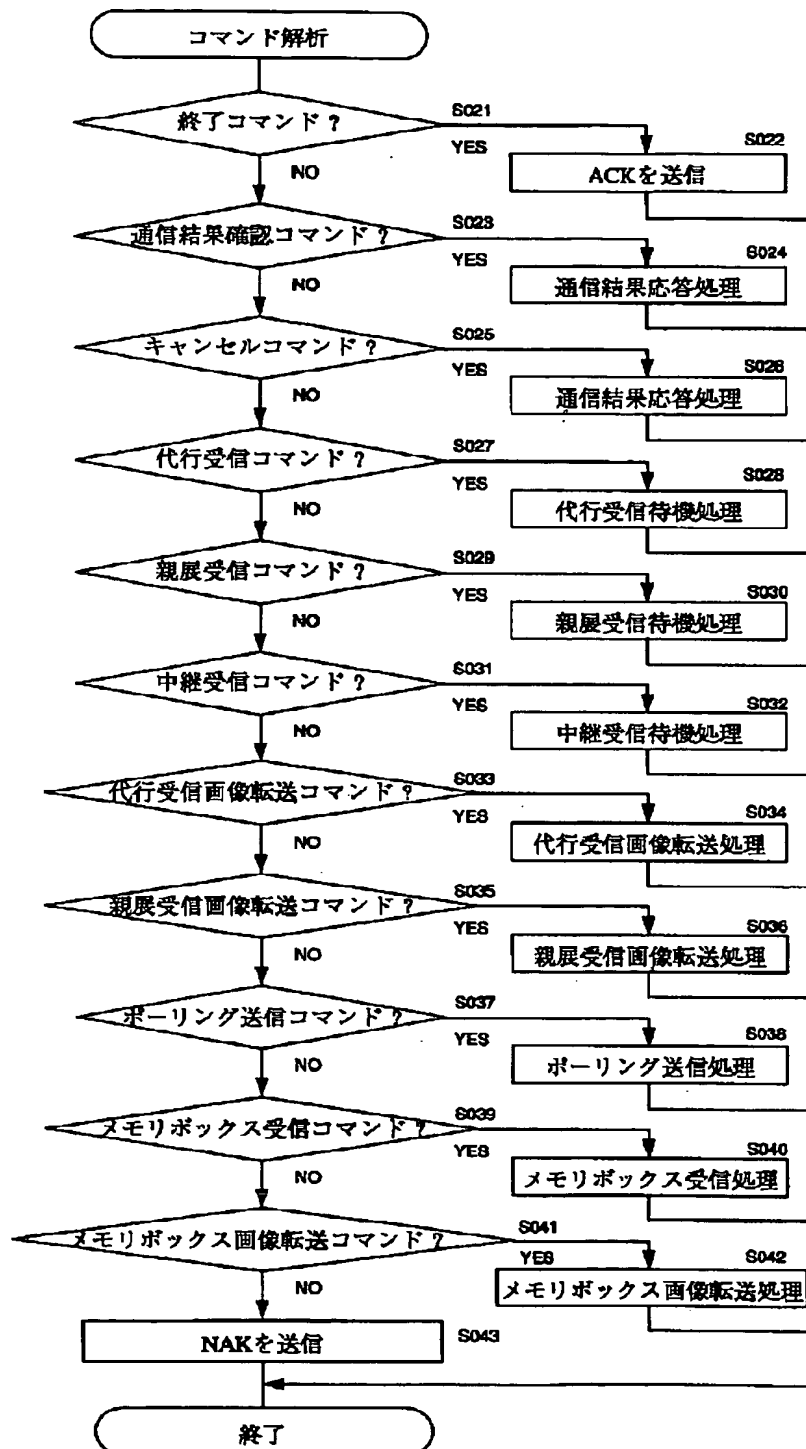 コマンド解析
終了コマンド？
S021
YES
NO
S022
ACKを送信
通信結果確認コマンド？
S023
YES
NO
S024
通信結果応答処理
キャンセルコマンド？
S025
YES
NO
S026
通信結果応答処理
代行受信コマンド？
S027
YES
NO
S028
代行受信待機処理
親展受信コマンド？
S029
YES
NO
S030
親展受信待機処理
中継受信コマンド？
S031
YES
NO
S032
中継受信待機処理
代行受信画像転送コマンド？
S033
YES
NO
S034
代行受信画像転送処理
親展受信画像転送コマンド？
S035
YES
NO
S036
親展受信画像転送処理
ポーリング送信コマンド？
S037
YES
NO
S038
ポーリング送信処理
メモリボックス受信コマンド？
S039
YES
NO
S040
メモリボックス受信処理
メモリボックス画像転送コマンド？
S041
YES
NO
S042
メモリボックス画像転送処理
NAKを送信
S043
終了